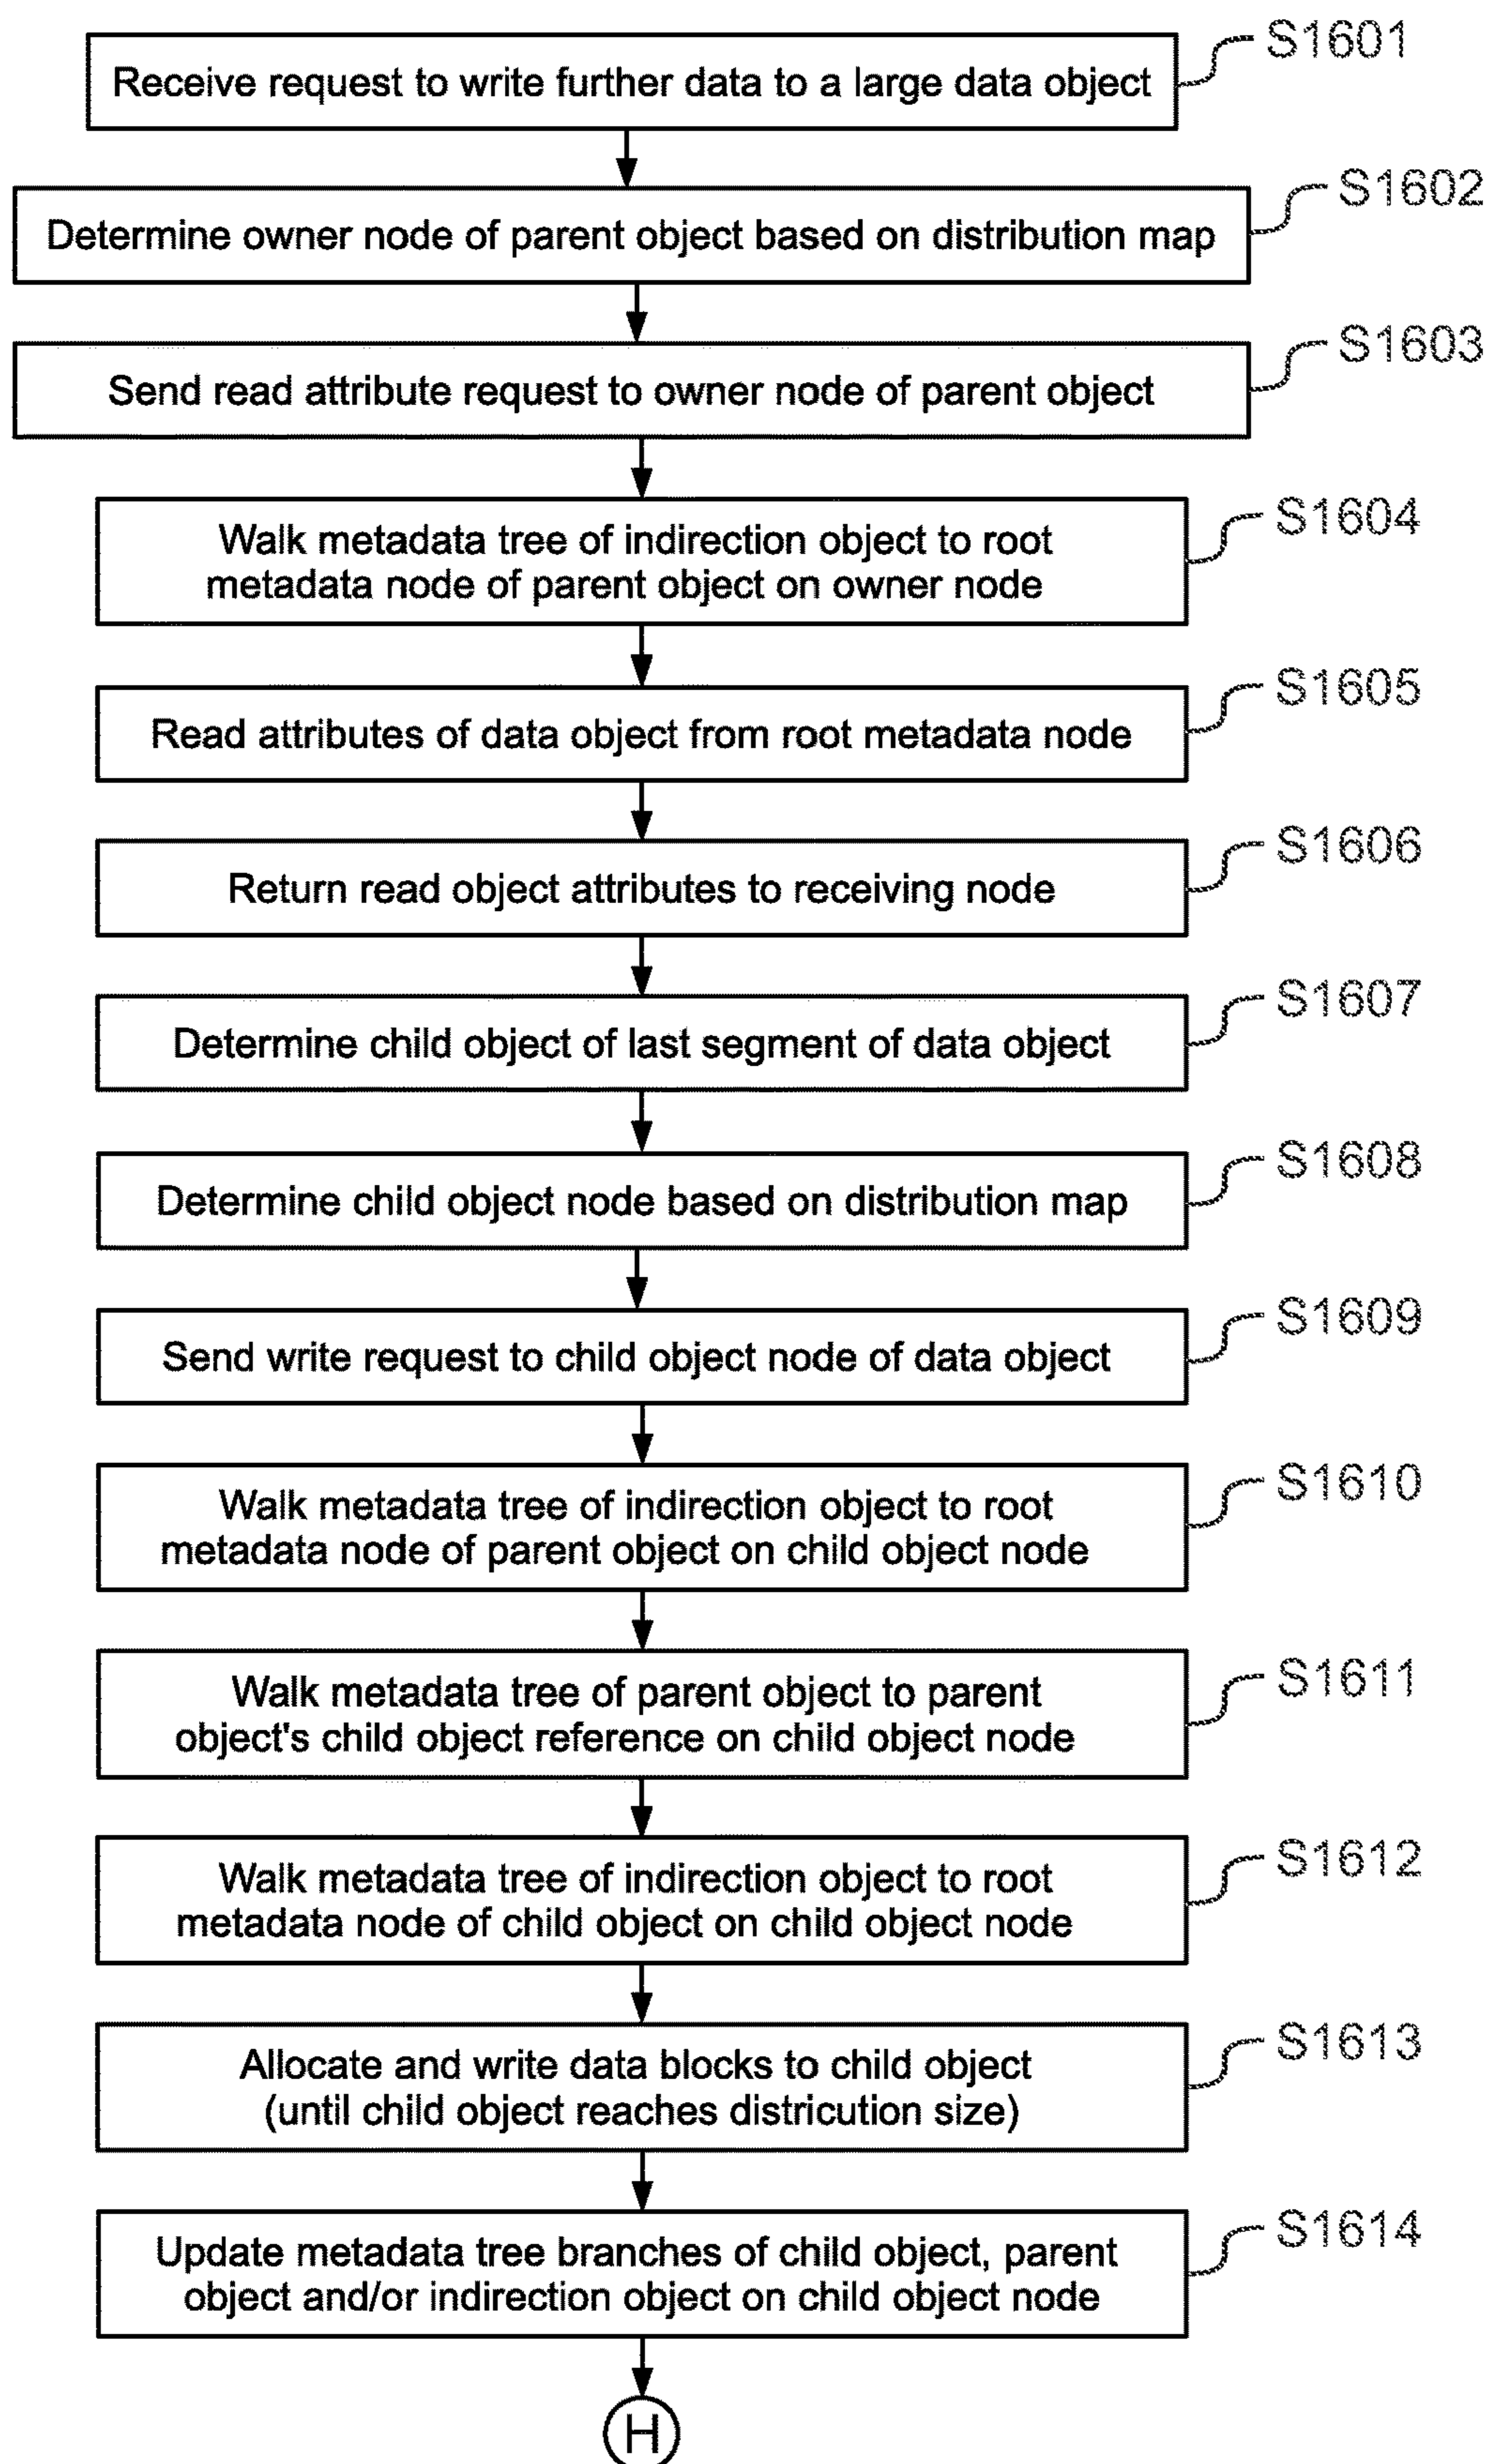 S1601
Receive request to write further data to a large data object
S1602
Determine owner node of parent object based on distribution map
S1603
Send read attribute request to owner node of parent object
S1604
Walk metadata tree of indirection object to root
metadata node of parent object on owner node
S1605
Read attributes of data object from root metadata node
S1606
Return read object attributes to receiving node
S1607
Determine child object of last segment of data object
S1608
Determine child object node based on distribution map
S1609
Send write request to child object node of data object
S1610
Walk metadata tree of indirection object to root
metadata node of parent object on child object node
S1611
Walk metadata tree of parent object to parent
object's child object reference on child object node
S1612
Walk metadata tree of indirection object to root
metadata node of child object on child object node
S1613
Allocate and write data blocks to child object
(until child object reaches districution size)
S1614
Update metadata tree branches of child object, parent
object and/or indirection object on child object node
H